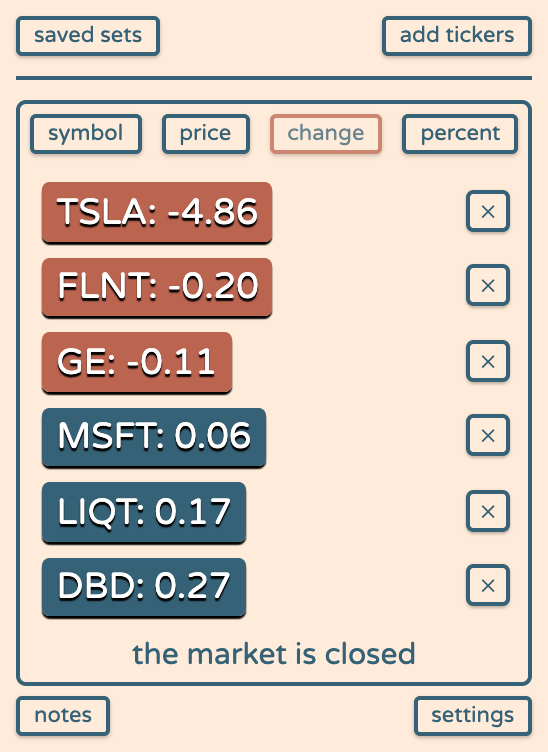 saved sets add tickers
symbol price change percent
TSLA: -4.86 ×
FLNT: -0.20 ×
GE: -0.11 ×
MSFT: 0.06 ×
LIQT: 0.17 ×
DBD: 0.27 ×
the market is closed
notes settings